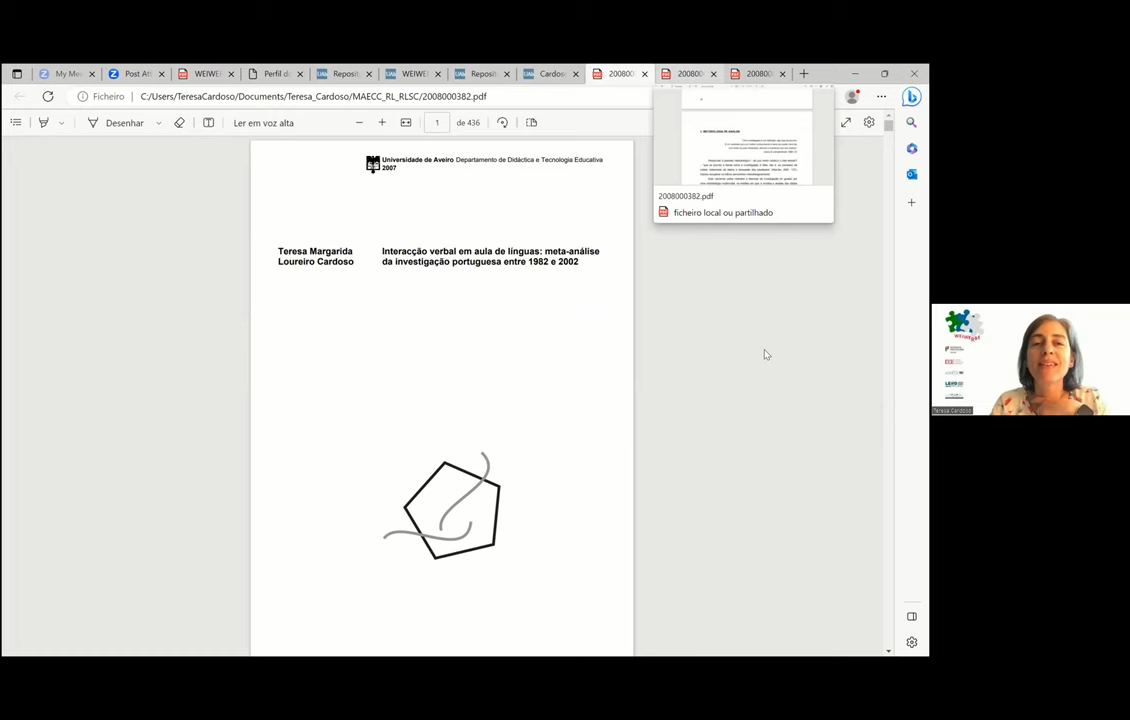 My Me
Post Att
WEIWE
Perfil do
Reposit
WEIWE
Reposit
Cardos
200800
200800
200800
Ficheiro
C:/Users/TeresaCardoso/Documents/Teresa_Cardoso/MAECC_RL_RLSC/2008000382.pdf
Desenhar
Ler em voz alta
1
de 436
2008000382.pdf
ficheiro local ou partilhado
Universidade de Aveiro Departamento de Didáctica e Tecnologia Educativa
2007
Teresa Margarida
Loureiro Cardoso
Interacção verbal em aula de línguas: meta-análise
da investigação portuguesa entre 1982 e 2002
Teresa Cardoso